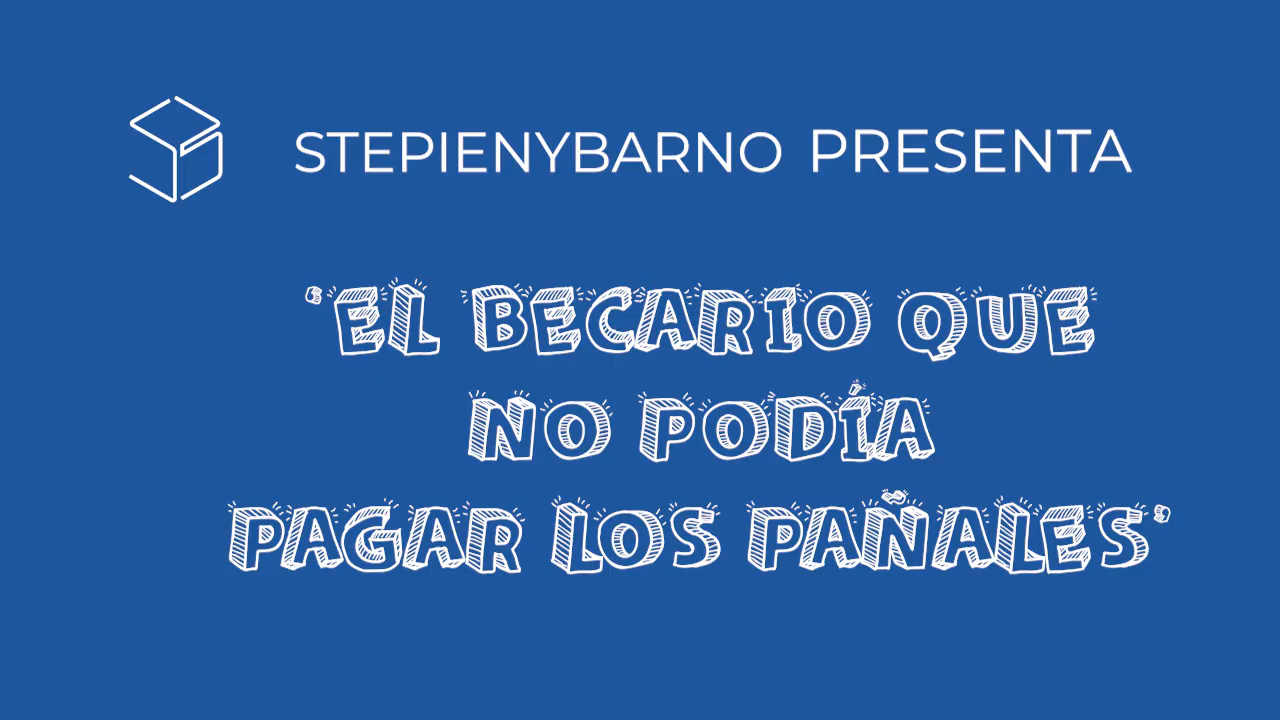 STEPIENYBARNO PRESENTA
‘EL BECARIO QUE
NO PODÍA
PAGAR LOS PAÑALES’